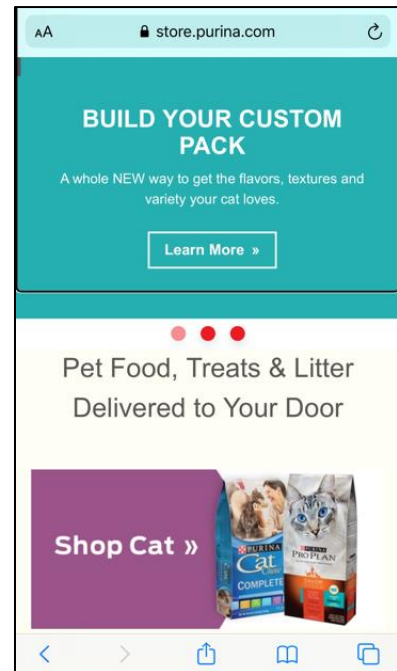 AA store.purina.com
BUILD YOUR CUSTOM
PACK
A whole NEW way to get the flavors, textures and
variety your cat loves.
Learn More »
Pet Food, Treats & Litter
Delivered to Your Door
Shop Cat »
PURINA
Cat
COMPLETE
PRO PLAN